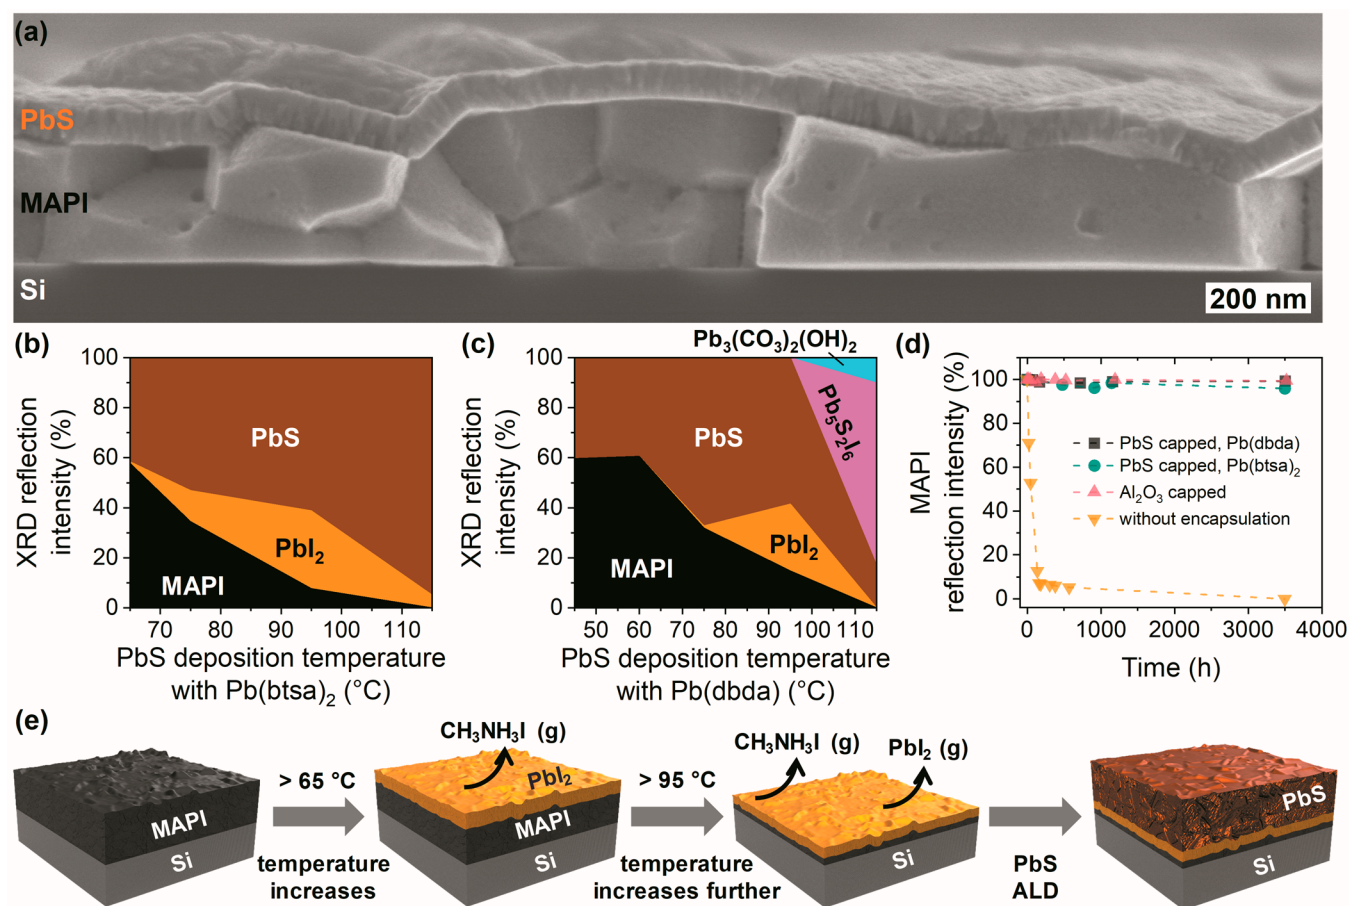 (a)
PbS
MAPI
Si
200 nm
(b)
XRD reflection
intensity (%)
100
80
60
40
20
0
PbS
PbI2
MAPI
70 80 90 100 110
PbS deposition temperature
with Pb(btsa)2 (°C)
(c)
XRD reflection
intensity (%)
100
80
60
40
20
0
Pb3(CO3)2(OH)2
Pb5S2I6
PbS
PbI2
MAPI
50 60 70 80 90 100 110
PbS deposition temperature
with Pb(dbda) (°C)
(d)
MAPI
reflection intensity (%)
100
80
60
40
20
0
PbS capped, Pb(dbda)
PbS capped, Pb(btsa)2
Al2O3 capped
without encapsulation
0 1000 2000 3000 4000
Time (h)
(e)
MAPI
Si
> 65 °C
temperature
increases
CH3NH3I (g)
PbI2
MAPI
Si
> 95 °C
temperature
increases further
CH3NH3I (g)
PbI2 (g)
Si
PbS
ALD
PbS
Si